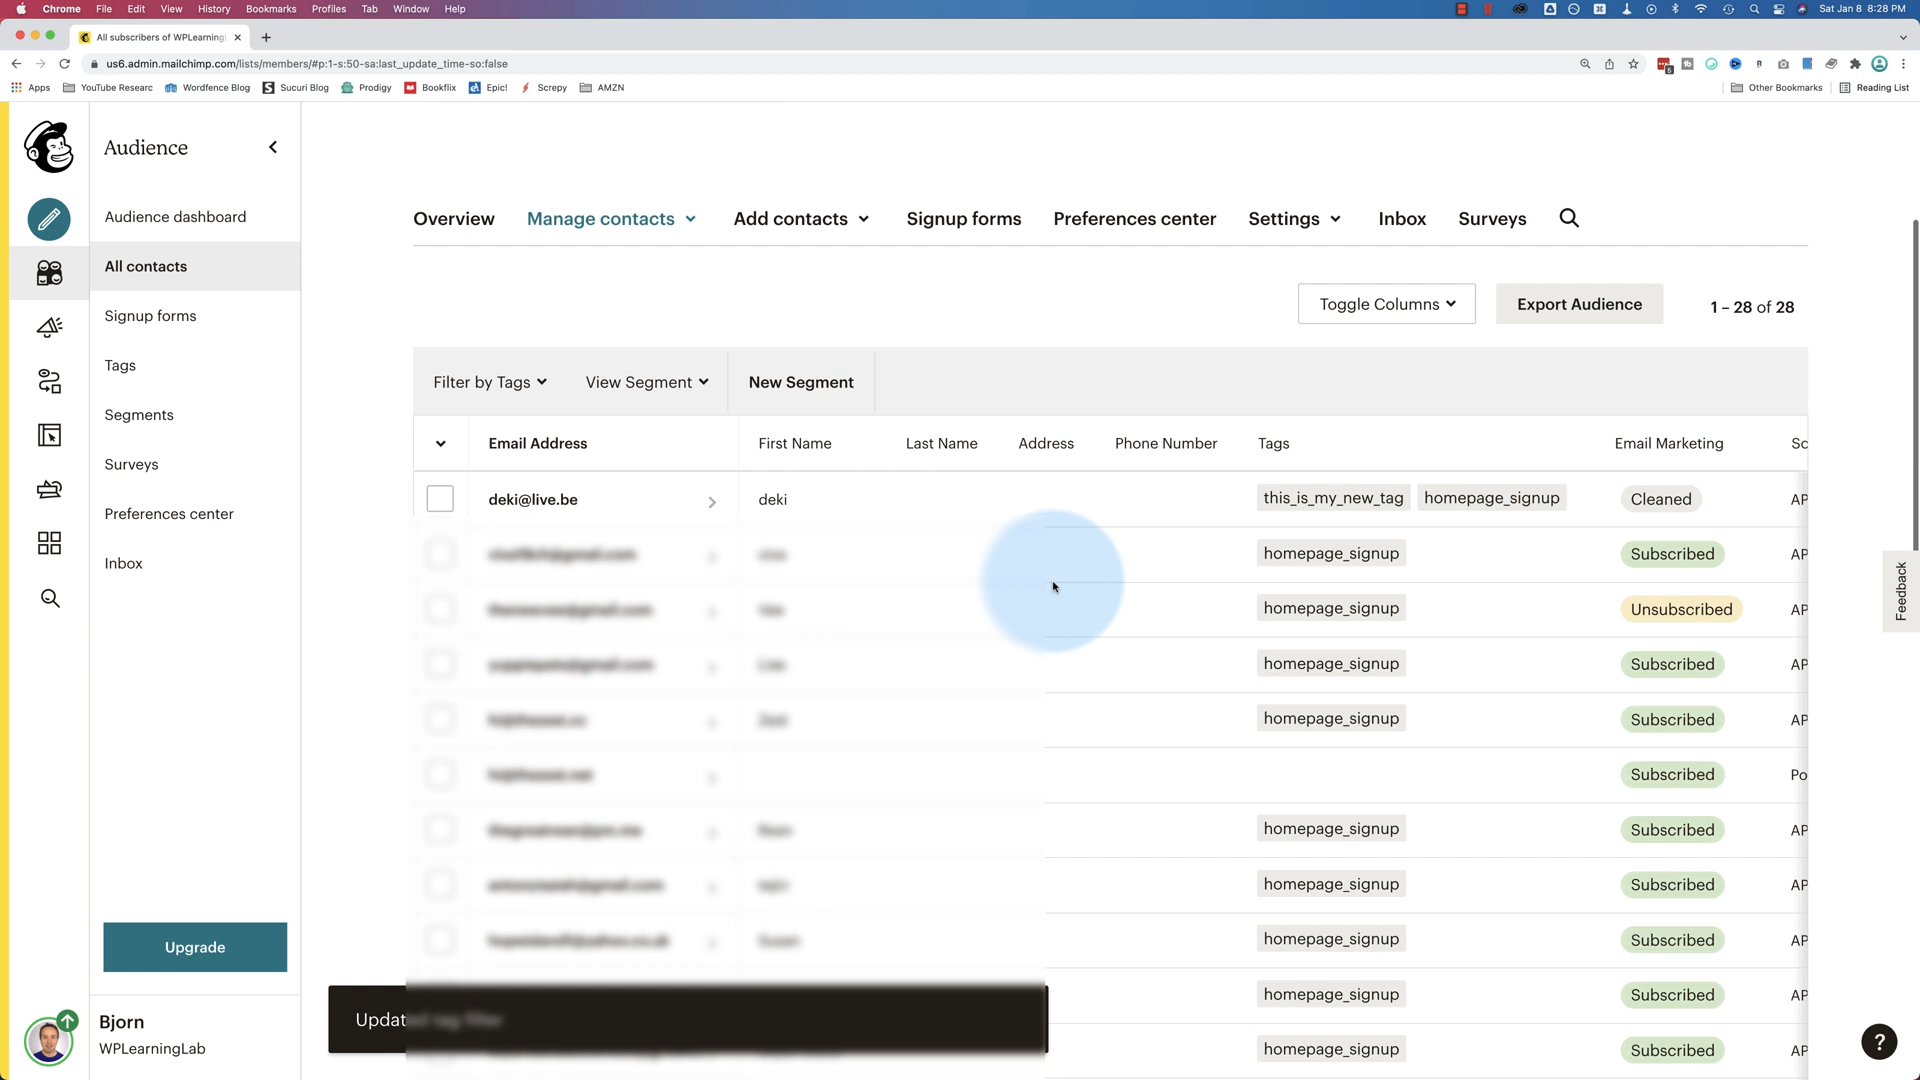 Chrome File Edit View History Bookmarks Profiles Tab Window Help Sat Jan 8 8:28 PM
All subscribers of WPLearning
us6.admin.mailchimp.com/lists/members/#p:1-s:50-sa:last_update_time-so:false
5
Apps YouTube Researc Wordfence Blog Sucuri Blog Prodigy Bookflix Epic! Screpy AMZN Other Bookmarks Reading List
Audience
Audience dashboard
All contacts
Signup forms
Tags
Segments
Surveys
Preferences center
Inbox
Upgrade
Bjorn
WPLearningLab
Overview Manage contacts Add contacts Signup forms Preferences center Settings Inbox Surveys
Toggle Columns Export Audience 1 – 28 of 28
Filter by Tags View Segment New Segment
Email Address First Name Last Name Address Phone Number Tags Email Marketing So
deki@live.be deki this_is_my_new_tag homepage_signup Cleaned AP
homepage_signup Subscribed AP
homepage_signup Unsubscribed AP
homepage_signup Subscribed AP
homepage_signup Subscribed AP
Subscribed Po
homepage_signup Subscribed AP
homepage_signup Subscribed AP
homepage_signup Subscribed AP
homepage_signup Subscribed AP
homepage_signup Subscribed AP
Updated tag filter
Feedback
?